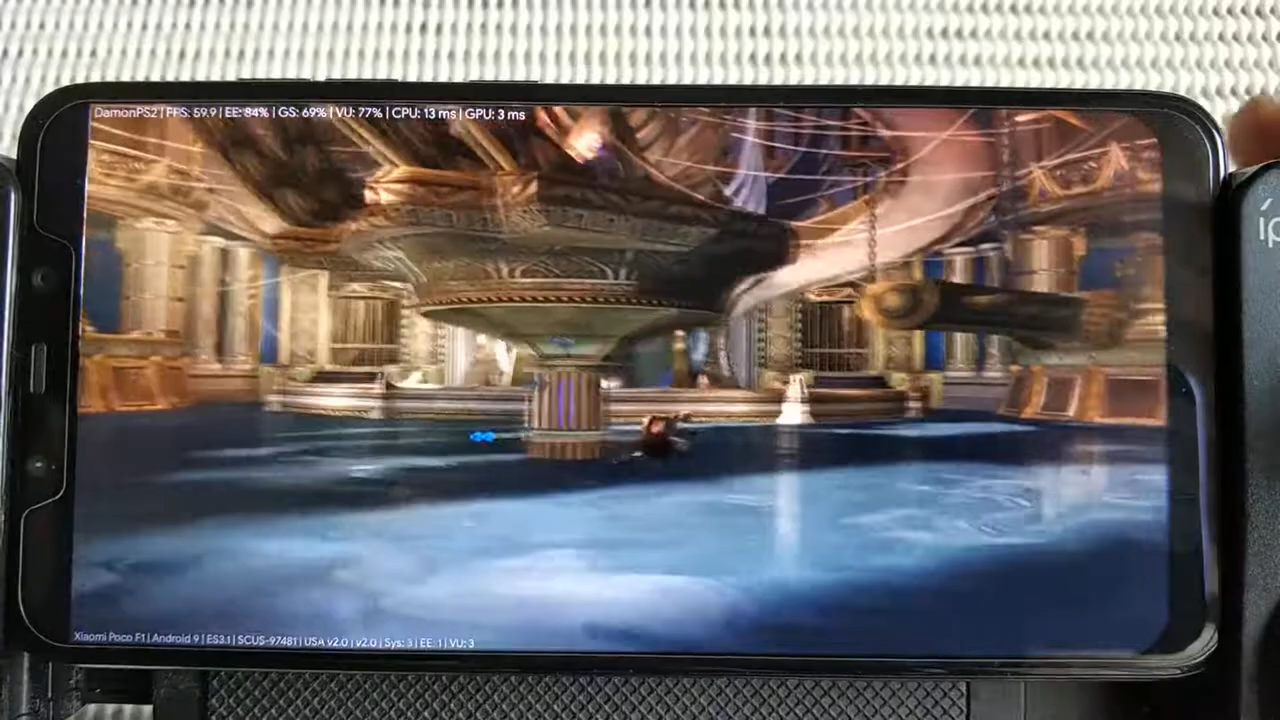 DamonPS2 | FPS: 59.9 | EE: 84% | GS: 69% | VU: 77% | CPU: 13 ms | GPU: 3 ms
íp
Xiaomi Poco F1 | Android 9 | ES3.1 | SCUS-97481 | USA v2.0 | v2.0 | Sys: 3 | EE: 1 | VU: 3